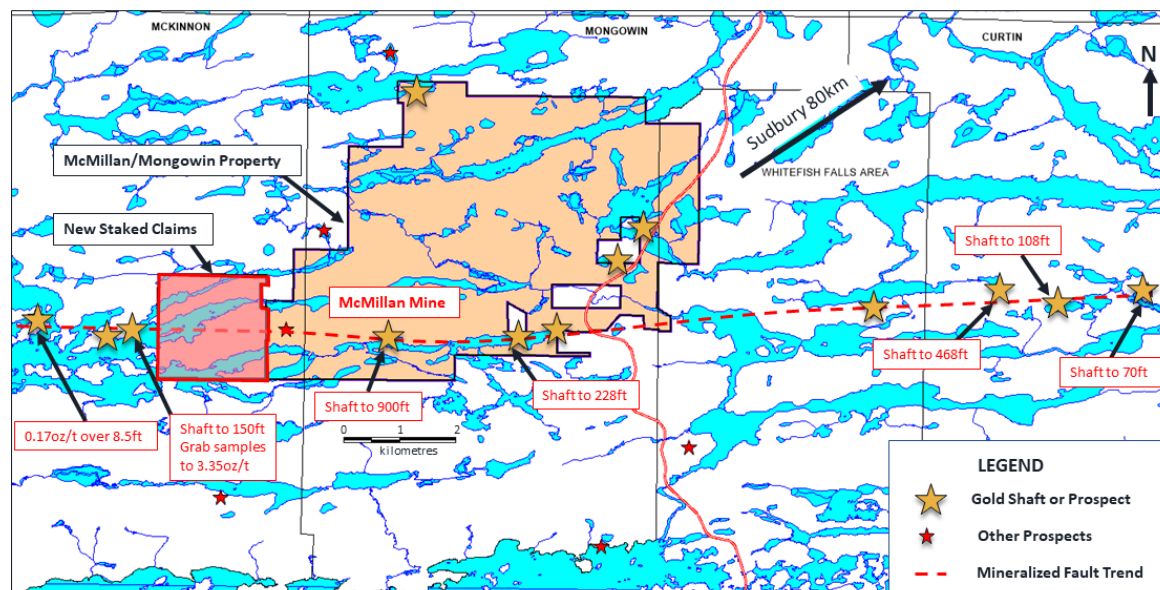 MCKINNON
MONGOWIN
CURTIN
N
Sudbury 80km
McMillan/Mongowin Property
WHITEFISH FALLS AREA
New Staked Claims
Shaft to 108ft
McMillan Mine
Shaft to 468ft
Shaft to 70ft
Shaft to 900ft
Shaft to 228ft
0.17oz/t over 8.5ft
Shaft to 150ft
Grab samples
to 3.35oz/t
0 1 2
kilometres
LEGEND
Gold Shaft or Prospect
Other Prospects
Mineralized Fault Trend